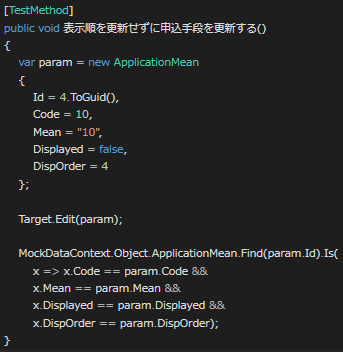 [TestMethod]
public void 表示順を更新せずに申込手段を更新する()
{
    var param = new ApplicationMean
    {
        Id = 4.ToGuid(),
        Code = 10,
        Mean = "10",
        Displayed = false,
        DispOrder = 4
    };

    Target.Edit(param);

    MockDataContext.Object.ApplicationMean.Find(param.Id).Is(
        x => x.Code == param.Code &&
        x.Mean == param.Mean &&
        x.Displayed == param.Displayed &&
        x.DispOrder == param.DispOrder);
}